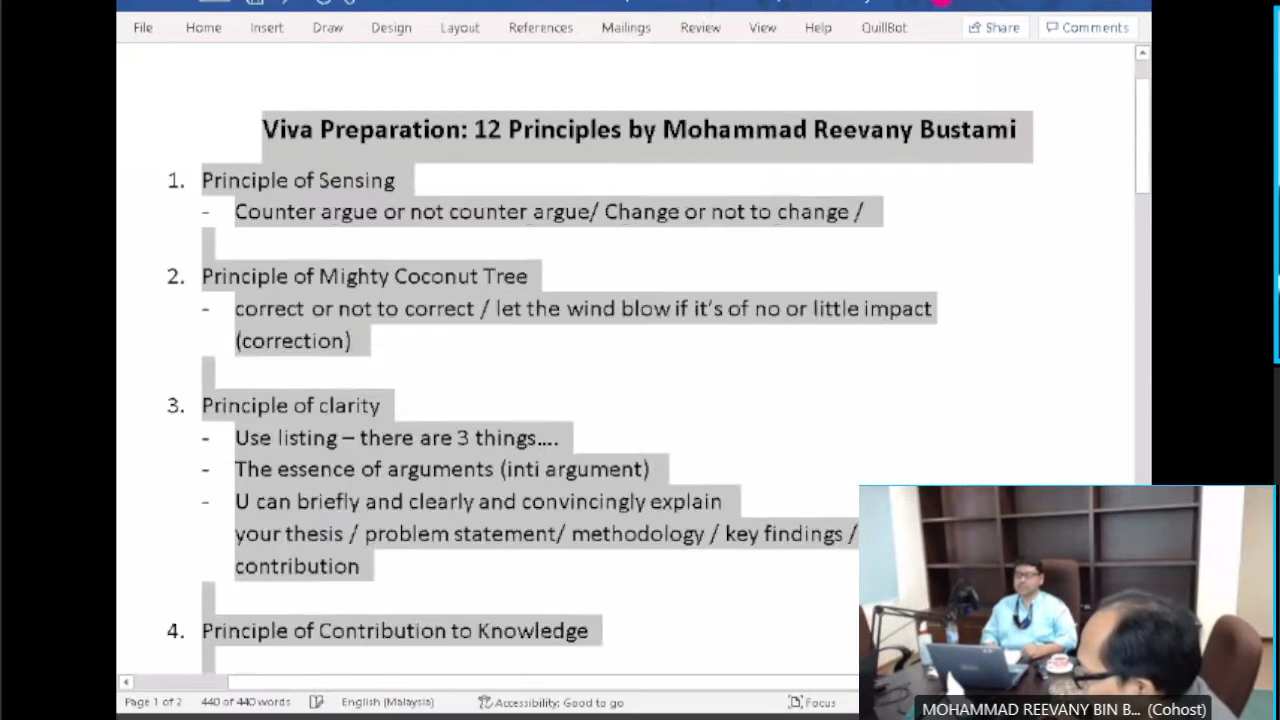 File Home Insert Draw Design Layout References Mailings Review View Help QuillBot Share Comments
Viva Preparation: 12 Principles by Mohammad Reevany Bustami
1. Principle of Sensing
- Counter argue or not counter argue/ Change or not to change /
2. Principle of Mighty Coconut Tree
- correct or not to correct / let the wind blow if it's of no or little impact
(correction)
3. Principle of clarity
- Use listing – there are 3 things....
- The essence of arguments (inti argument)
- U can briefly and clearly and convincingly explain
your thesis / problem statement/ methodology / key findings /
contribution
4. Principle of Contribution to Knowledge
Page 1 of 2 440 of 440 words English (Malaysia) Accessibility: Good to go Focus
MOHAMMAD REEVANY BIN B... (Cohost)